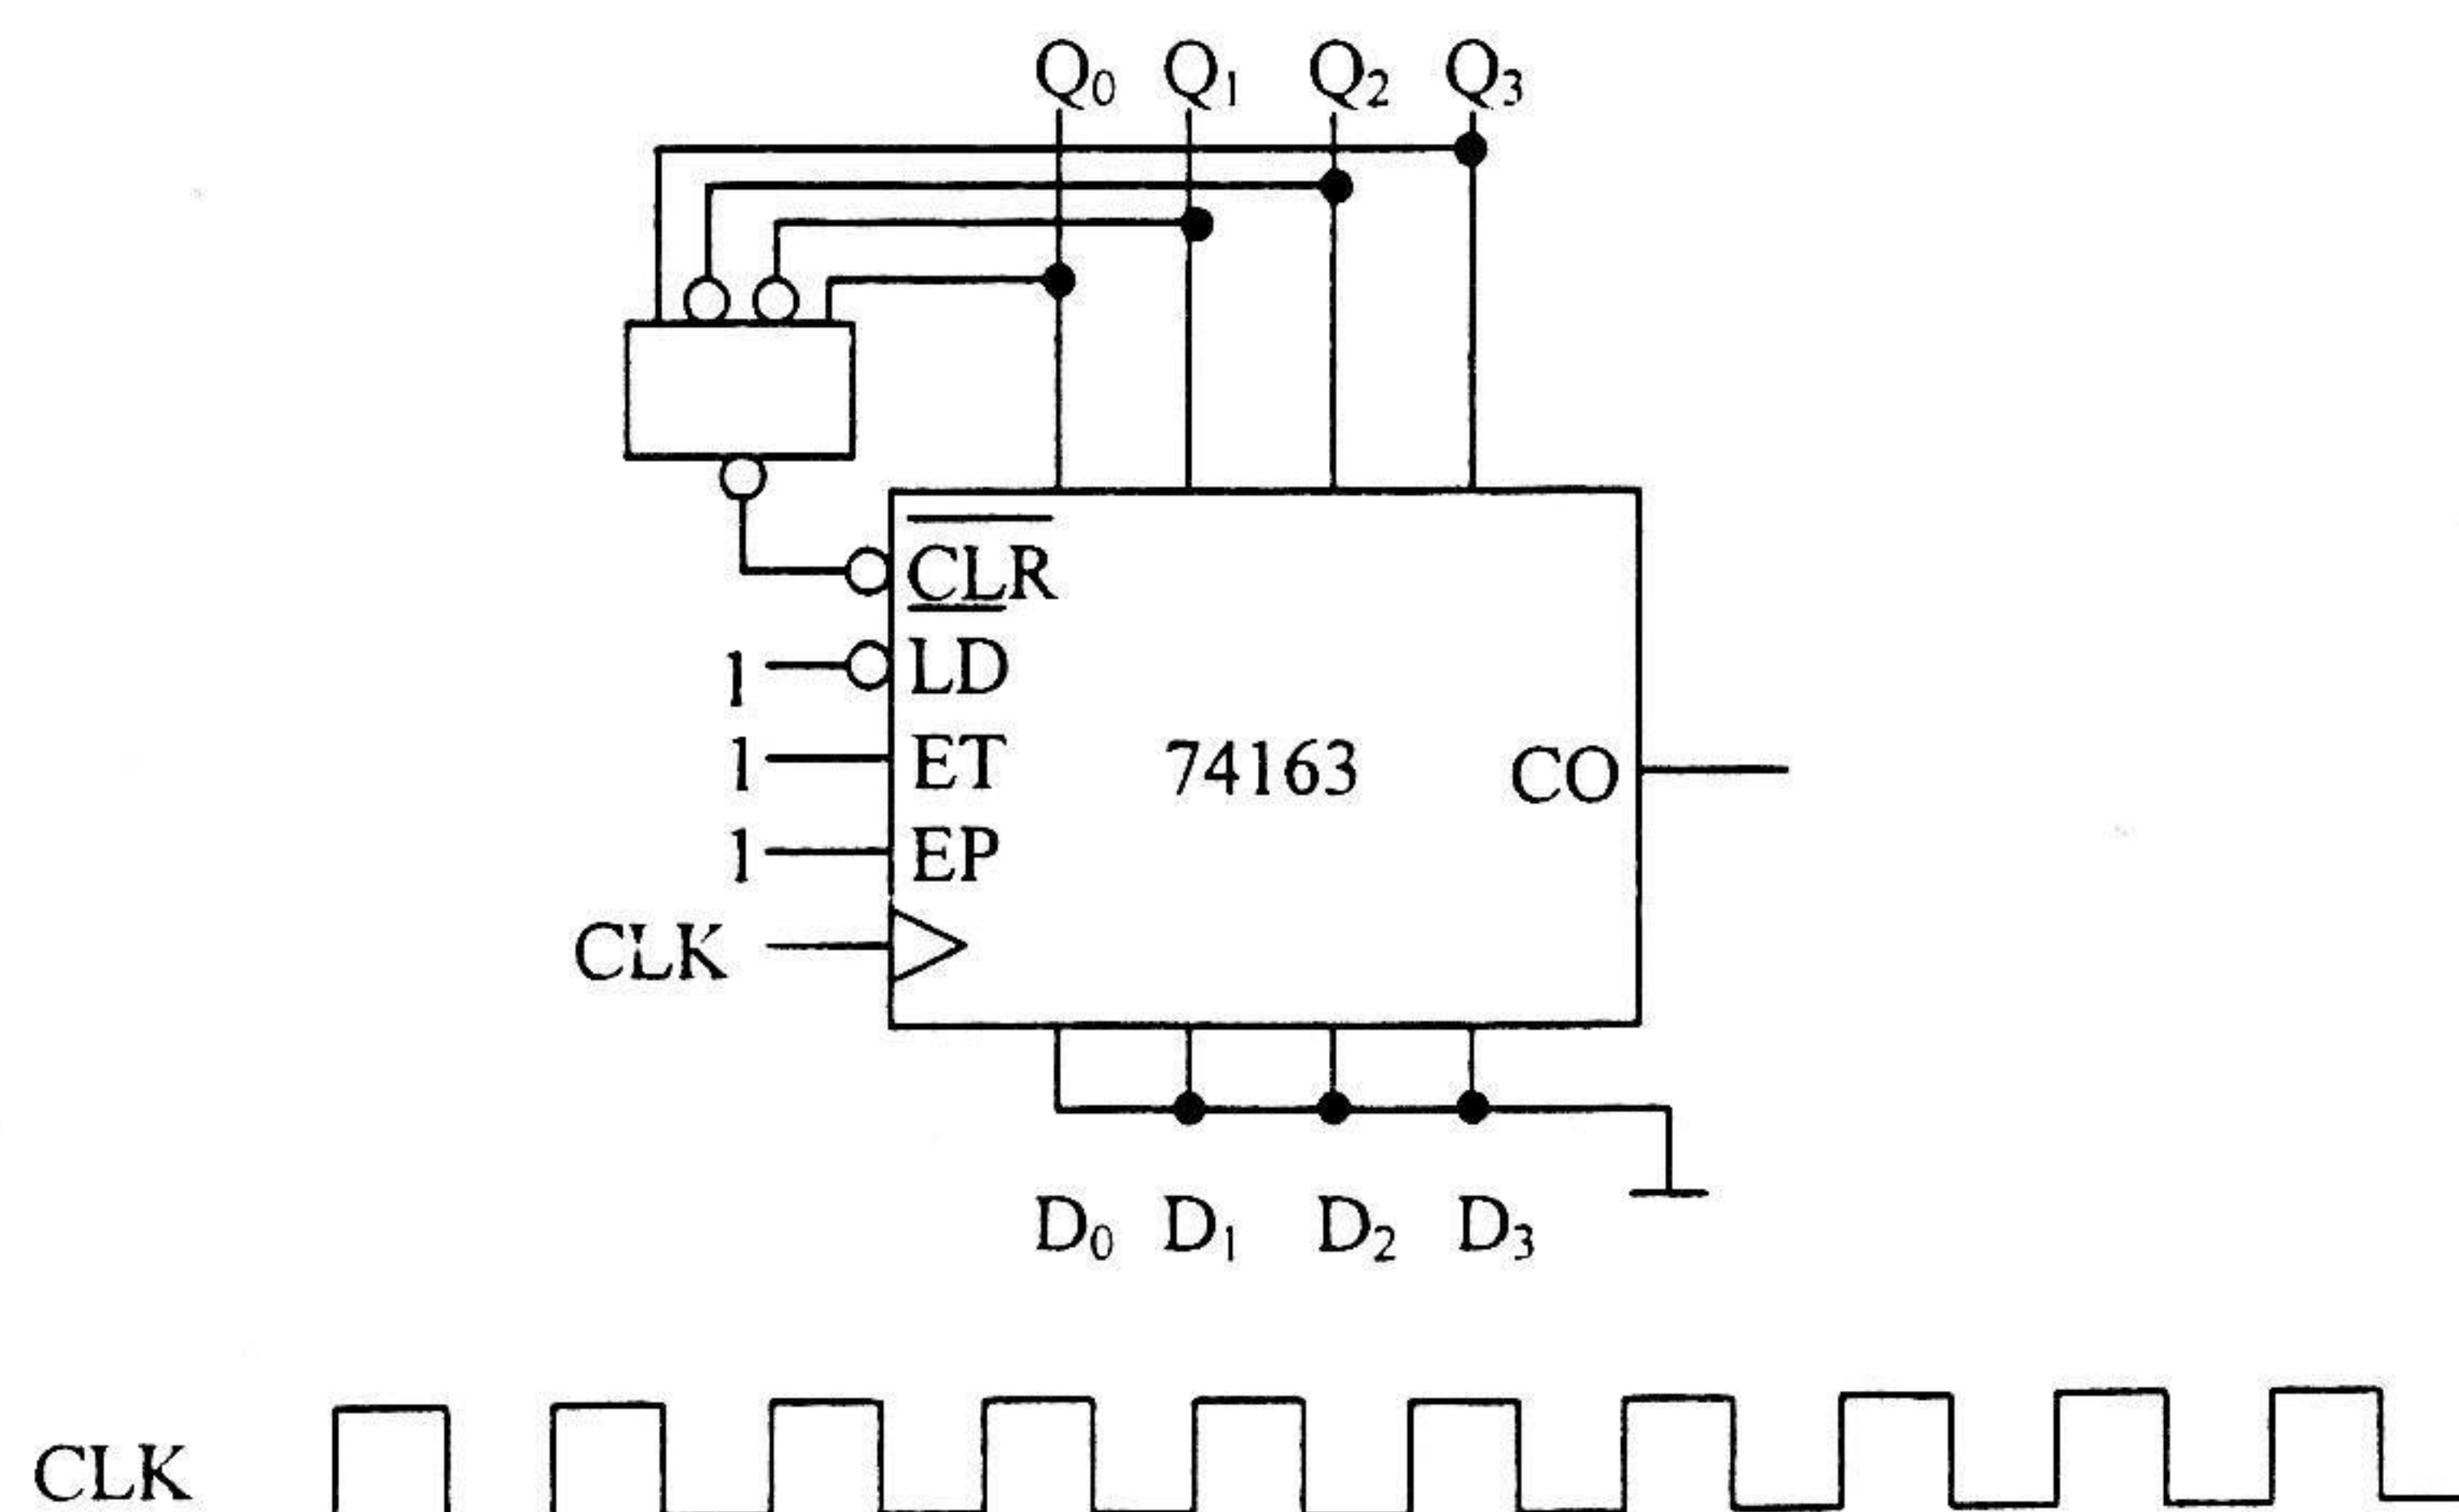 Q0 Q1 Q2 Q3
CLR
1 LD
1 ET 74163 CO
1 EP
CLK
D0 D1 D2 D3
CLK